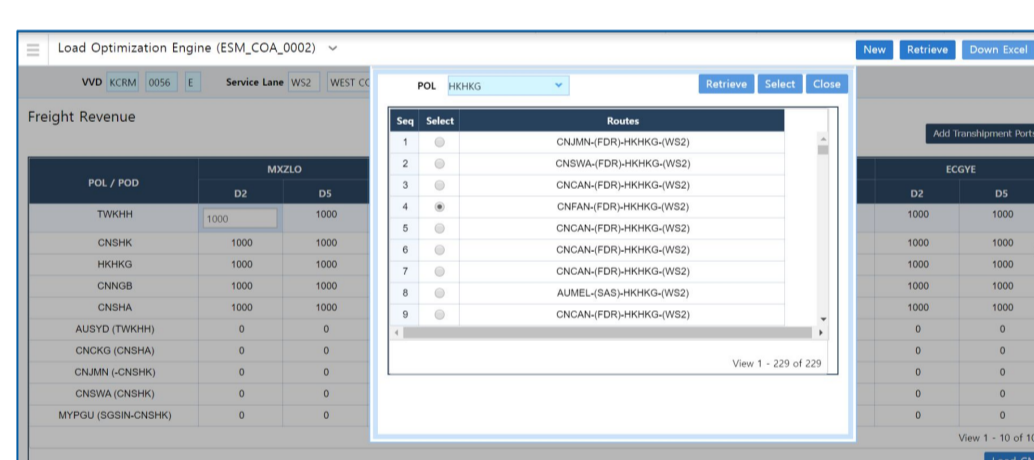 Load Optimization Engine (ESM_COA_0002)
New Retrieve Down Excel
VVD KCRM 0056 E Service Lane WS2 WEST CC
POL HKHKG Retrieve Select Close
Freight Revenue
Add Transhipment Ports
Seq Select Routes
1 CNJMN-(FDR)-HKHKG-(WS2)
2 CNSWA-(FDR)-HKHKG-(WS2)
3 CNCAN-(FDR)-HKHKG-(WS2)
4 CNFAN-(FDR)-HKHKG-(WS2)
5 CNCAN-(FDR)-HKHKG-(WS2)
6 CNCAN-(FDR)-HKHKG-(WS2)
7 CNCAN-(FDR)-HKHKG-(WS2)
8 AUMEL-(SAS)-HKHKG-(WS2)
9 CNCAN-(FDR)-HKHKG-(WS2)
View 1 - 229 of 229
POL / POD MXZLO ECGYE
D2 D5 D2 D5
TWKHH 1000 1000 1000 1000
CNSHK 1000 1000 1000 1000
HKHKG 1000 1000 1000 1000
CNNGB 1000 1000 1000 1000
CNSHA 1000 1000 1000 1000
AUSYD (TWKHH) 0 0 0 0
CNCKG (CNSHA) 0 0 0 0
CNJMN (-CNSHK) 0 0 0 0
CNSWA (CNSHK) 0 0 0 0
MYPGU (SGSIN-CNSHK) 0 0 0 0
View 1 - 10 of 10